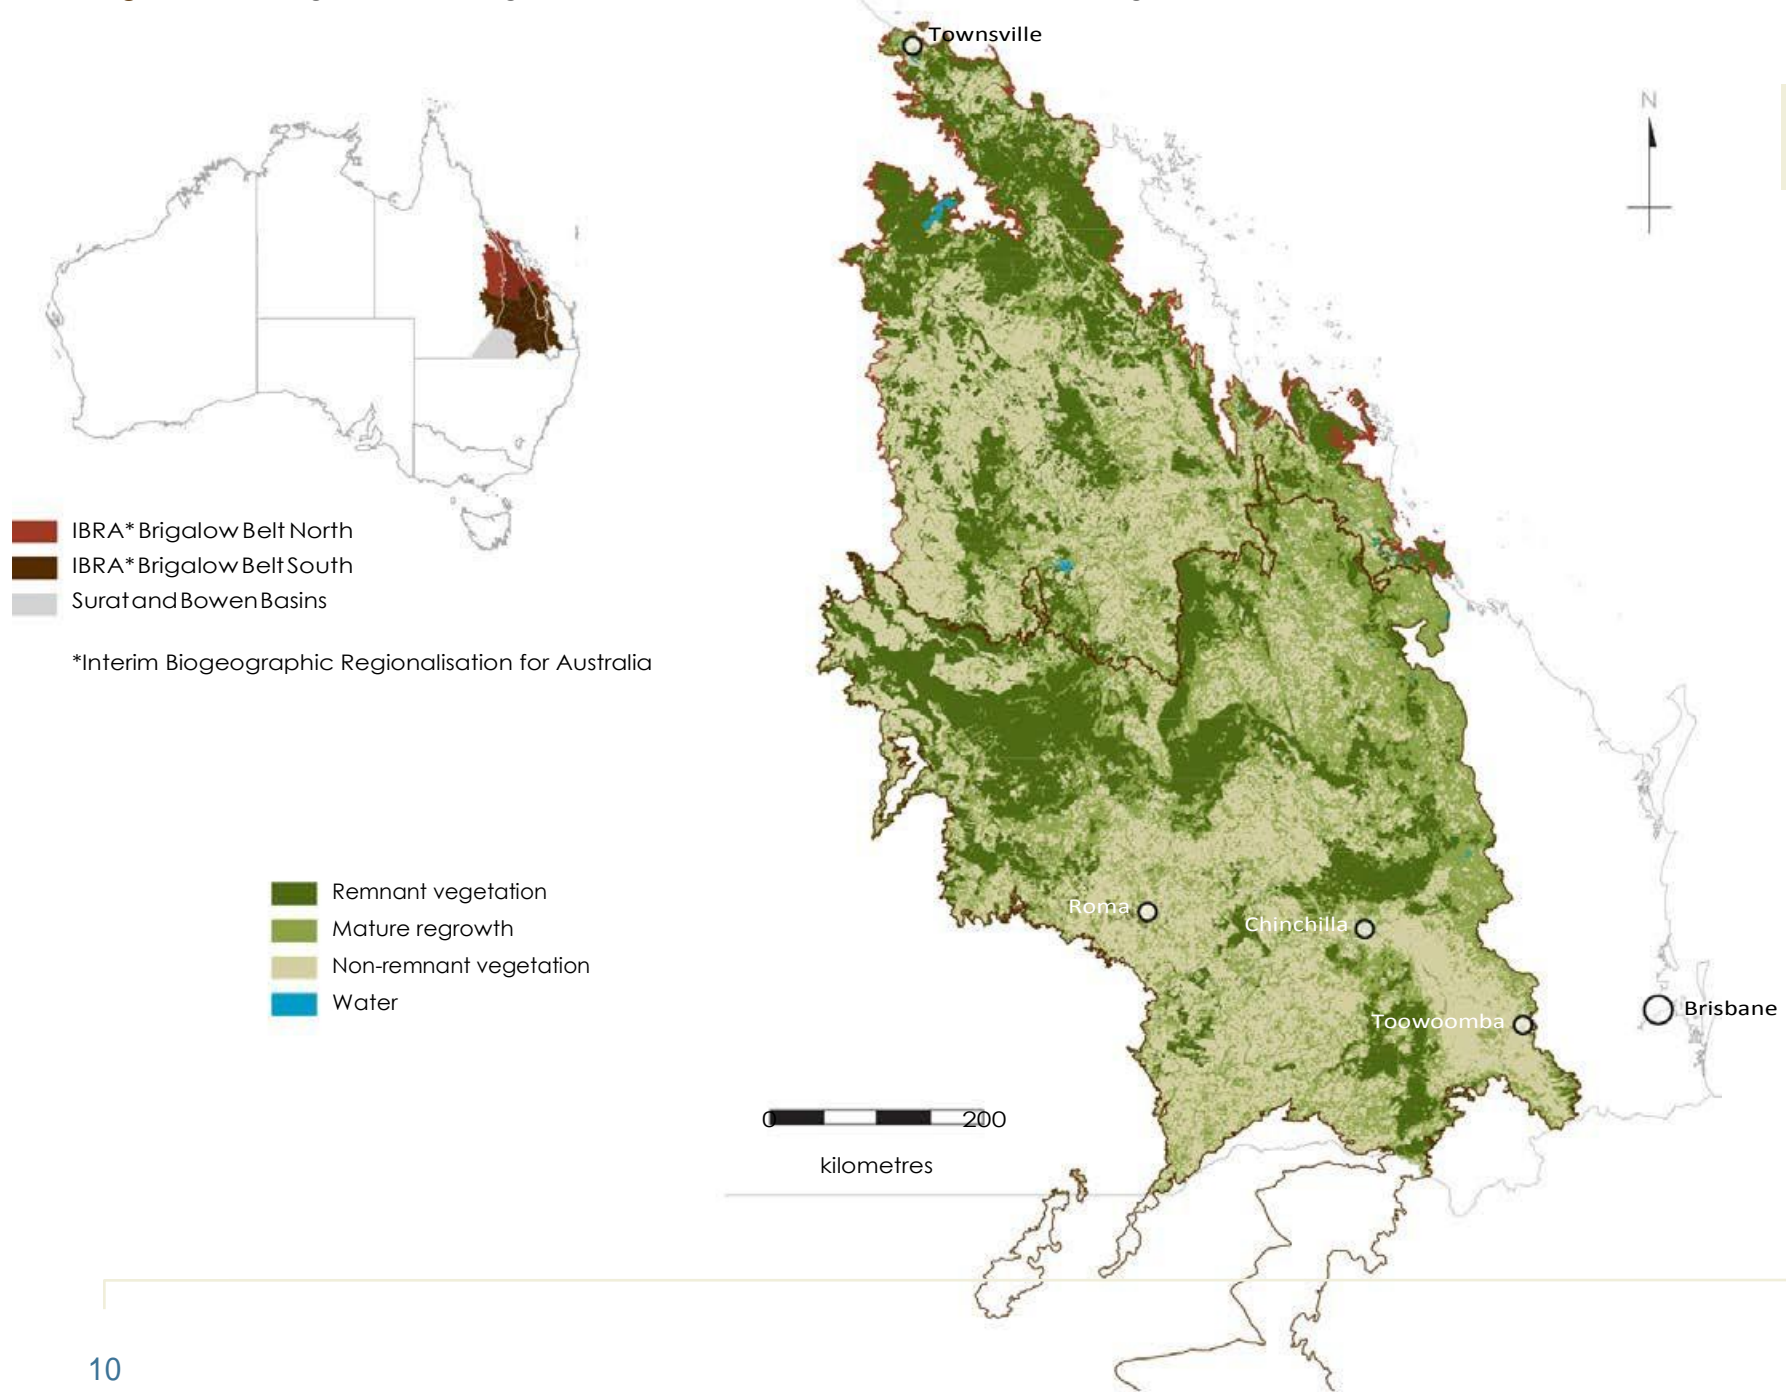 Townsville
N
IBRA* Brigalow Belt North
IBRA* Brigalow Belt South
Surat and Bowen Basins
*Interim Biogeographic Regionalisation for Australia
Remnant vegetation
Mature regrowth
Non-remnant vegetation
Water
Roma
Chinchilla
Toowoomba
Brisbane
0 200
kilometres
10